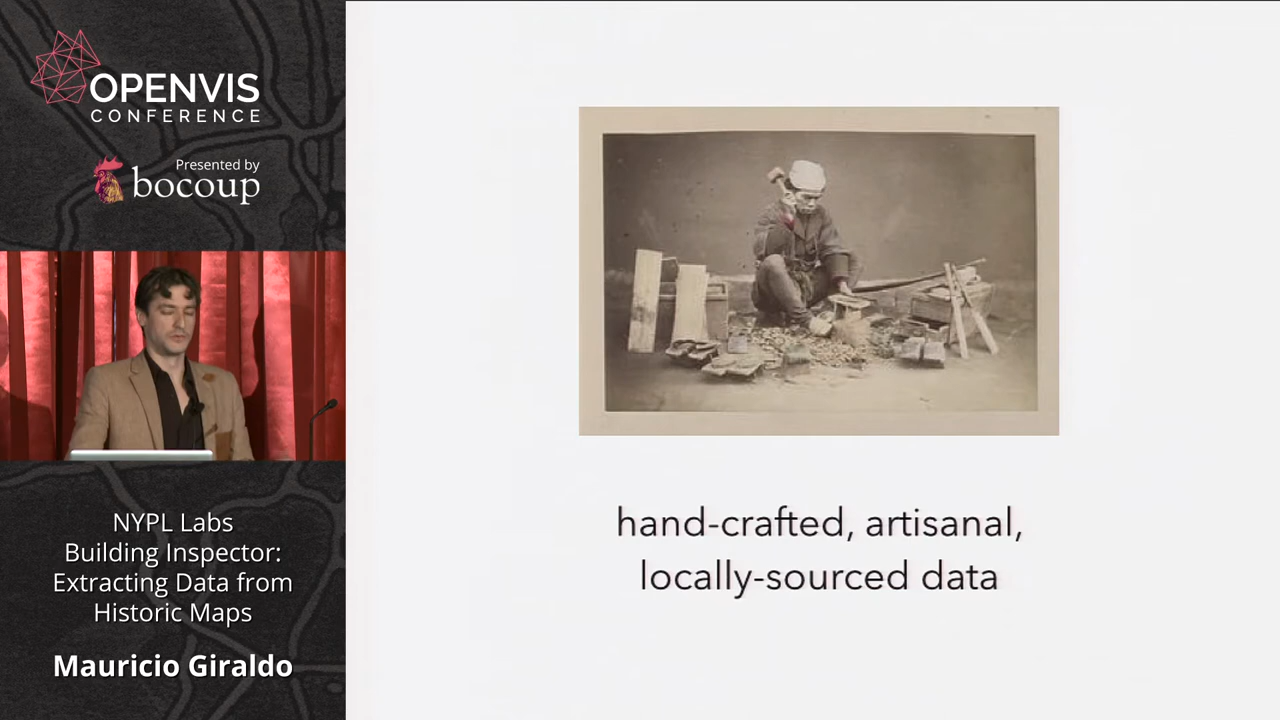 OPENVIS
CONFERENCE
Presented by
bocoup
NYPL Labs
Building Inspector:
Extracting Data from
Historic Maps
Mauricio Giraldo
hand-crafted, artisanal,
locally-sourced data